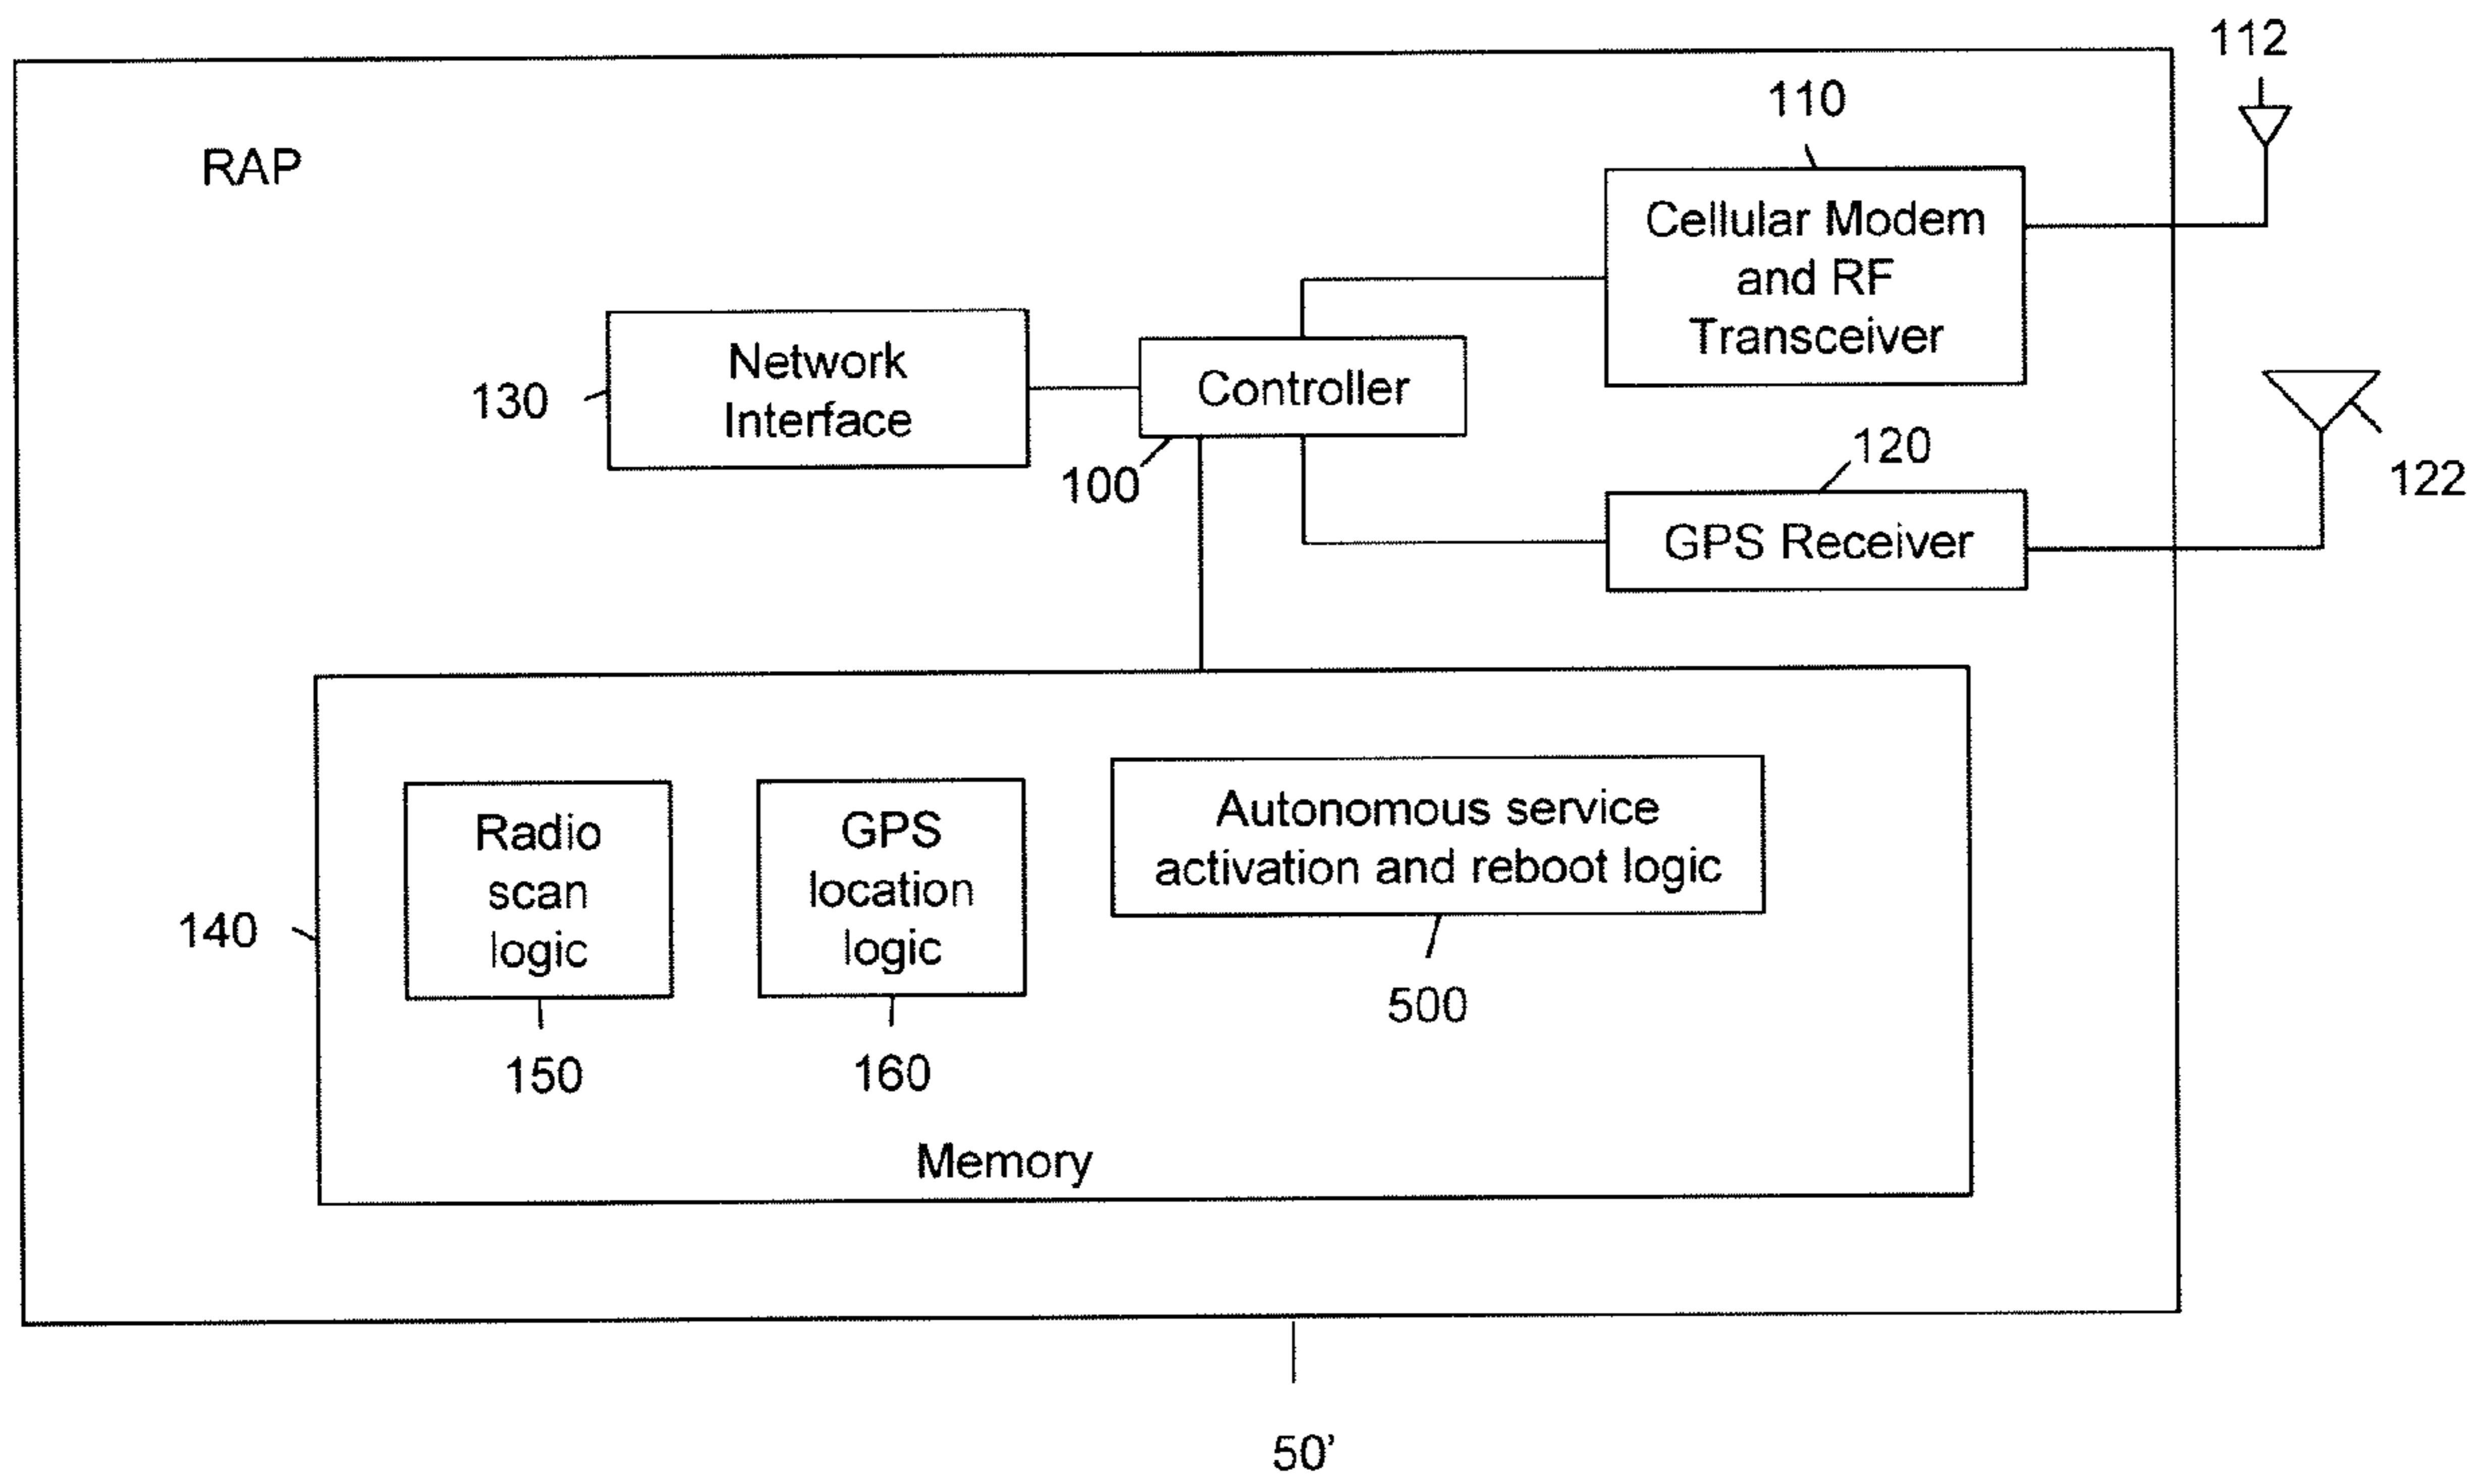 112
110
RAP
Cellular Modem
and RF
Transceiver
Network
Interface
130
Controller
100
120
122
GPS Receiver
Radio
scan
logic
GPS
location
logic
Autonomous service
activation and reboot logic
140
500
150
160
Memory
50’